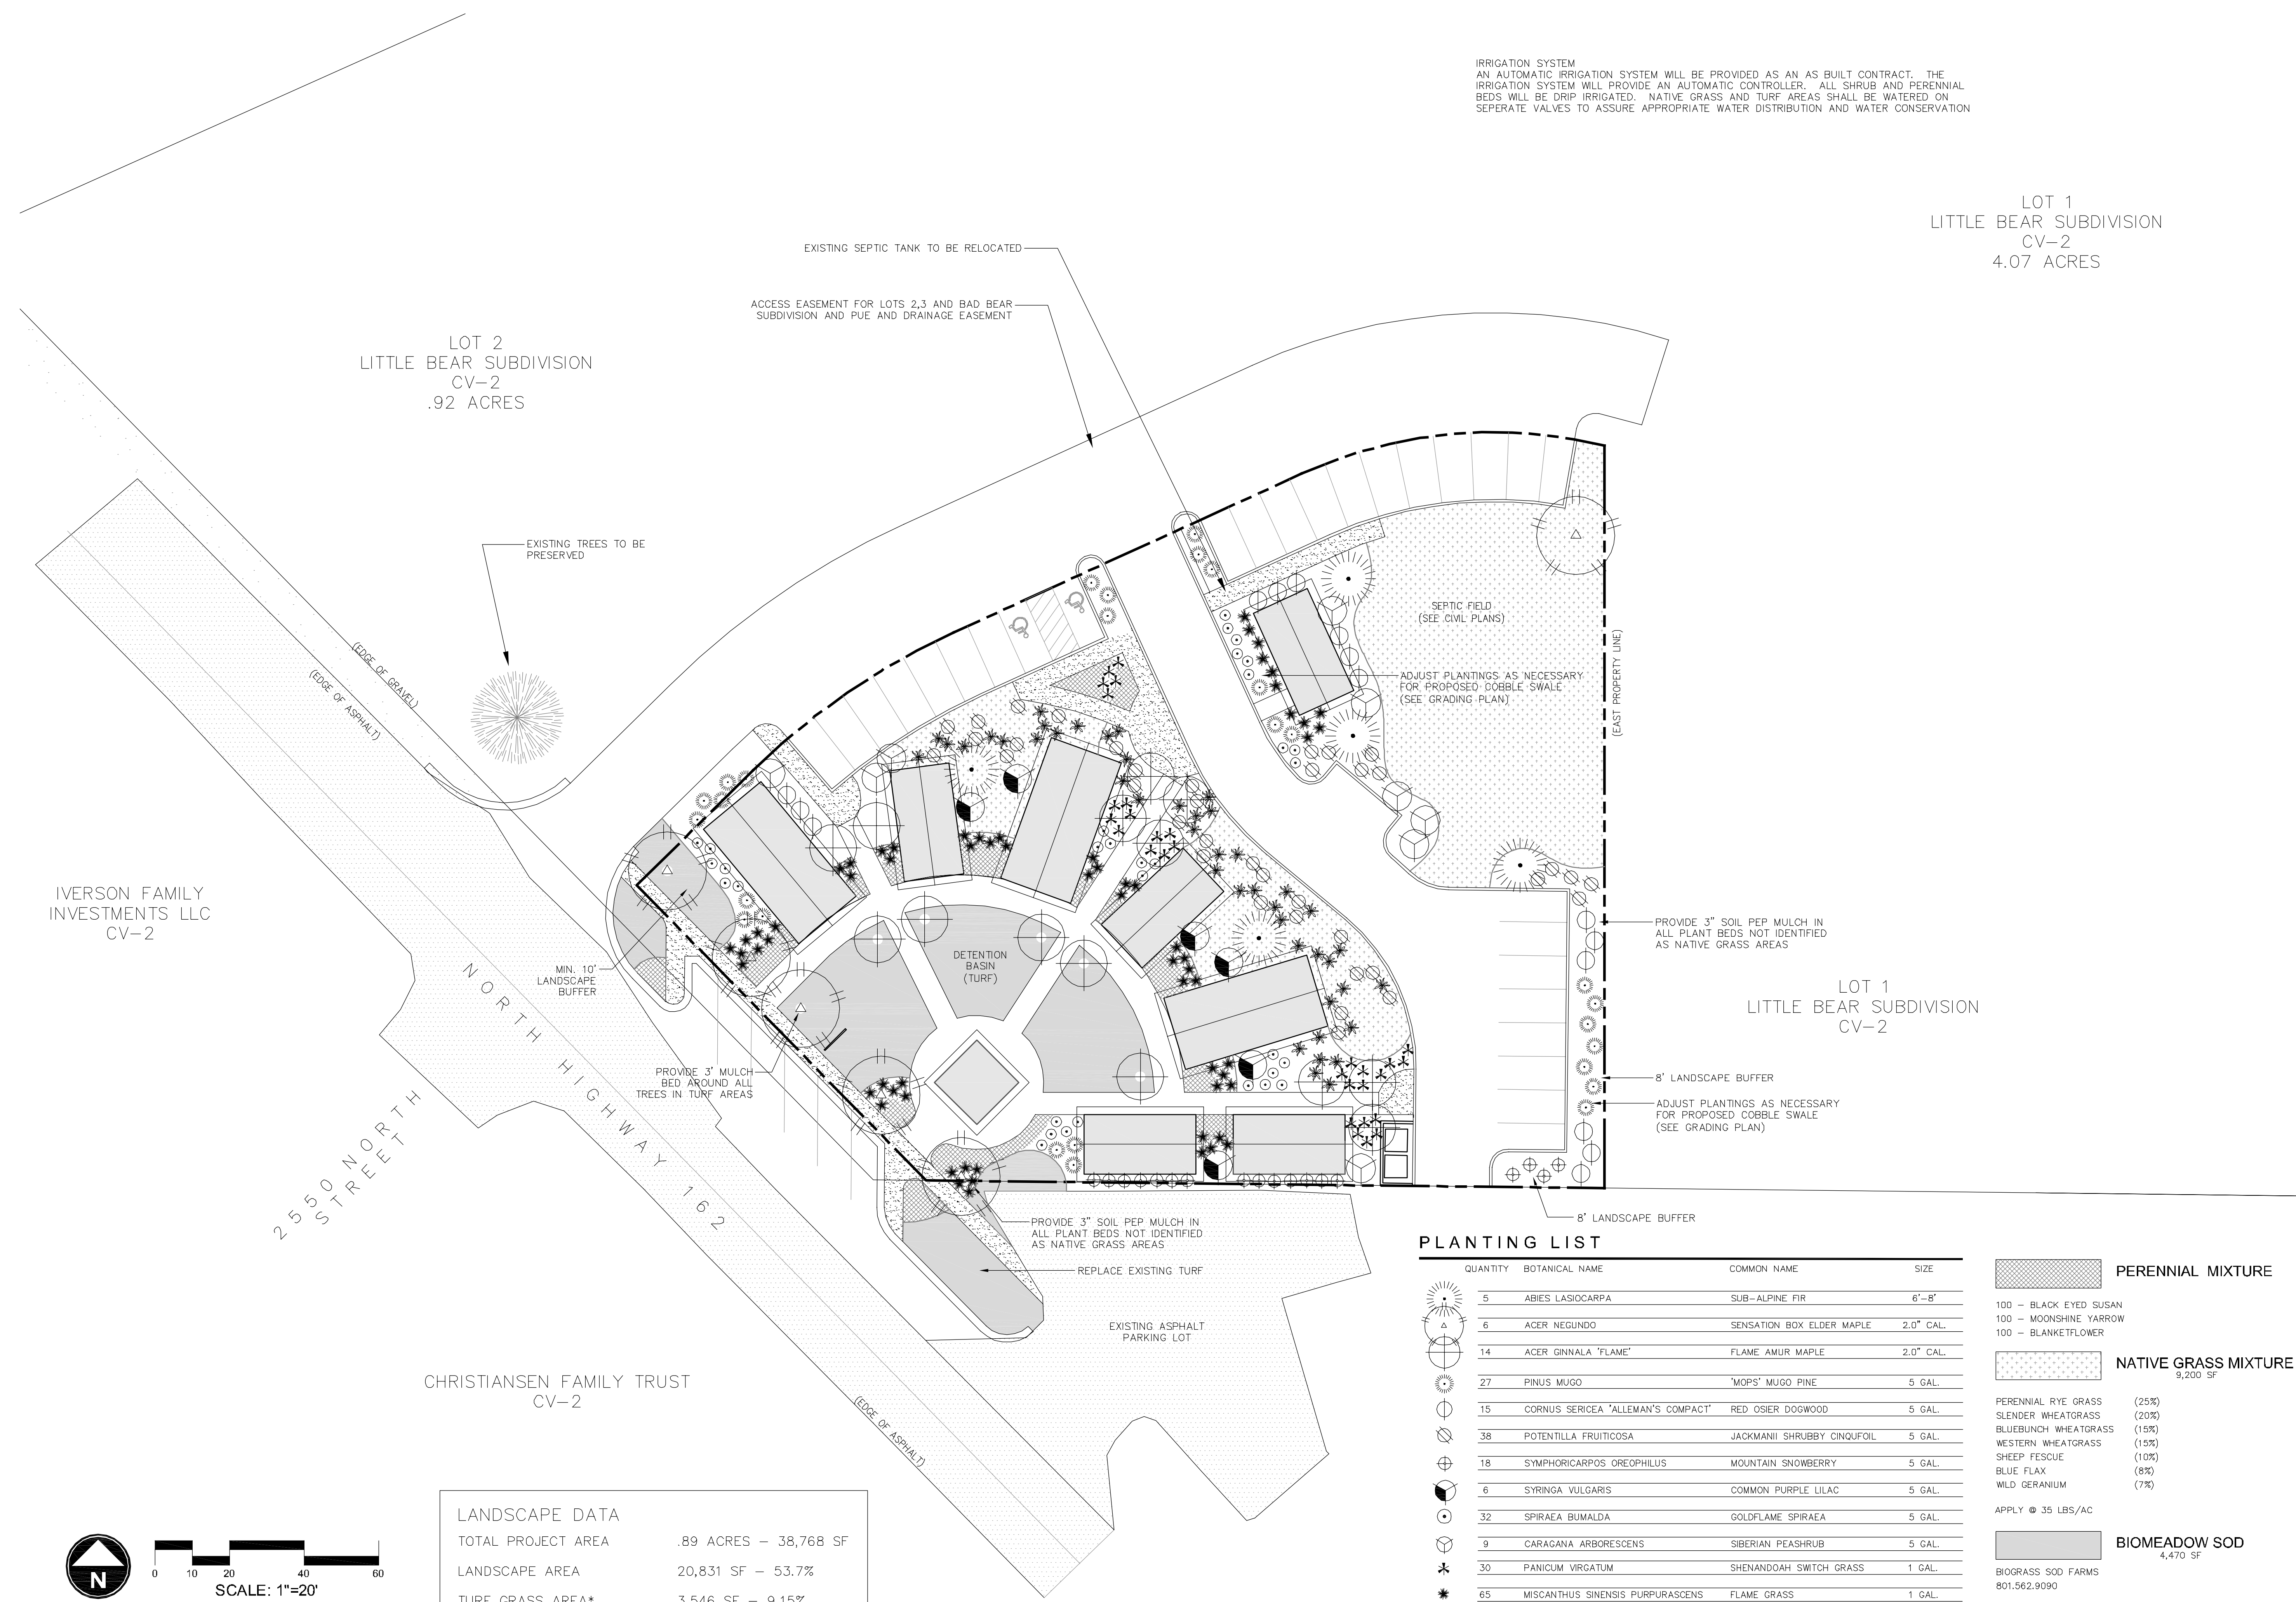 IRRIGATION SYSTEM
AN AUTOMATIC IRRIGATION SYSTEM WILL BE PROVIDED AS AN AS BUILT CONTRACT. THE
IRRIGATION SYSTEM WILL PROVIDE AN AUTOMATIC CONTROLLER. ALL SHRUB AND PERENNIAL
BEDS WILL BE DRIP IRRIGATED. NATIVE GRASS AND TURF AREAS SHALL BE WATERED ON
SEPERATE VALVES TO ASSURE APPROPRIATE WATER DISTRIBUTION AND WATER CONSERVATION
LOT 1
LITTLE BEAR SUBDIVISION
CV-2
4.07 ACRES
EXISTING SEPTIC TANK TO BE RELOCATED
ACCESS EASEMENT FOR LOTS 2,3 AND BAD BEAR
SUBDIVISION AND PUE AND DRAINAGE EASEMENT
LOT 2
LITTLE BEAR SUBDIVISION
CV-2
.92 ACRES
EXISTING TREES TO BE
PRESERVED
(EDGE OF GRAVEL)
(EDGE OF ASPHALT)
SEPTIC FIELD
(SEE CIVIL PLANS)
(EAST PROPERTY LINE)
ADJUST PLANTINGS AS NECESSARY
FOR PROPOSED COBBLE SWALE
(SEE GRADING PLAN)
IVERSON FAMILY
INVESTMENTS LLC
CV-2
MIN. 10'
LANDSCAPE
BUFFER
DETENTION
BASIN
(TURF)
PROVIDE 3" SOIL PEP MULCH IN
ALL PLANT BEDS NOT IDENTIFIED
AS NATIVE GRASS AREAS
LOT 1
LITTLE BEAR SUBDIVISION
CV-2
NORTH HIGHWAY 162
2550 NORTH
STREET
PROVIDE 3' MULCH
BED AROUND ALL
TREES IN TURF AREAS
8' LANDSCAPE BUFFER
ADJUST PLANTINGS AS NECESSARY
FOR PROPOSED COBBLE SWALE
(SEE GRADING PLAN)
8' LANDSCAPE BUFFER
PROVIDE 3" SOIL PEP MULCH IN
ALL PLANT BEDS NOT IDENTIFIED
AS NATIVE GRASS AREAS
REPLACE EXISTING TURF
EXISTING ASPHALT
PARKING LOT
CHRISTIANSEN FAMILY TRUST
CV-2
(EDGE OF ASPHALT)
PLANTING LIST
QUANTITY BOTANICAL NAME COMMON NAME SIZE
5 ABIES LASIOCARPA SUB-ALPINE FIR 6'-8'
6 ACER NEGUNDO SENSATION BOX ELDER MAPLE 2.0" CAL.
14 ACER GINNALA 'FLAME' FLAME AMUR MAPLE 2.0" CAL.
27 PINUS MUGO 'MOPS' MUGO PINE 5 GAL.
15 CORNUS SERICEA 'ALLEMAN'S COMPACT' RED OSIER DOGWOOD 5 GAL.
38 POTENTILLA FRUITICOSA JACKMANII SHRUBBY CINQUFOIL 5 GAL.
18 SYMPHORICARPOS OREOPHILUS MOUNTAIN SNOWBERRY 5 GAL.
6 SYRINGA VULGARIS COMMON PURPLE LILAC 5 GAL.
32 SPIRAEA BUMALDA GOLDFLAME SPIRAEA 5 GAL.
9 CARAGANA ARBORESCENS SIBERIAN PEASHRUB 5 GAL.
30 PANICUM VIRGATUM SHENANDOAH SWITCH GRASS 1 GAL.
65 MISCANTHUS SINENSIS PURPURASCENS FLAME GRASS 1 GAL.
PERENNIAL MIXTURE
100 - BLACK EYED SUSAN
100 - MOONSHINE YARROW
100 - BLANKETFLOWER
NATIVE GRASS MIXTURE
9,200 SF
PERENNIAL RYE GRASS (25%)
SLENDER WHEATGRASS (20%)
BLUEBUNCH WHEATGRASS (15%)
WESTERN WHEATGRASS (15%)
SHEEP FESCUE (10%)
BLUE FLAX (8%)
WILD GERANIUM (7%)
APPLY @ 35 LBS/AC
BIOMEADOW SOD
4,470 SF
BIOGRASS SOD FARMS
801.562.9090
LANDSCAPE DATA
TOTAL PROJECT AREA .89 ACRES - 38,768 SF
LANDSCAPE AREA 20,831 SF - 53.7%
TURF GRASS AREA* 3,546 SF - 9.15%
N
0 10 20 40 60
SCALE: 1"=20'